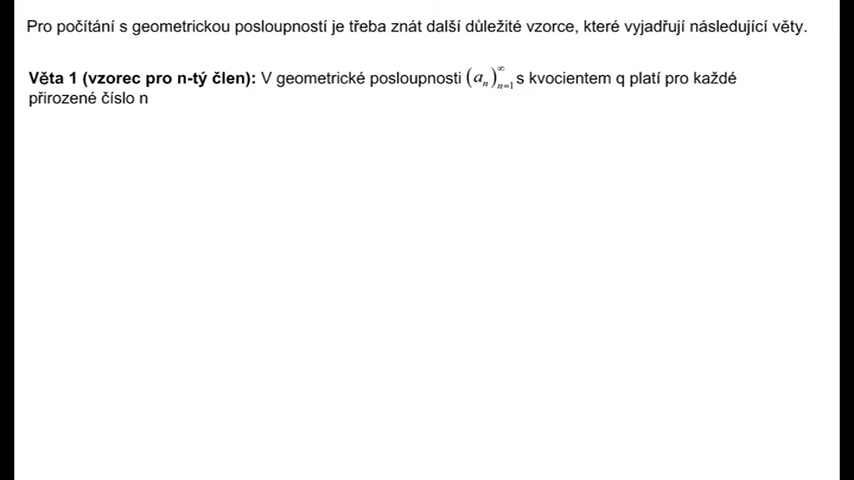 Pro počítání s geometrickou posloupností je třeba znát další důležité vzorce, které vyjadřují následující věty.
Věta 1 (vzorec pro n-tý člen): V geometrické posloupnosti (aₙ)ₙ₌₁^∞ s kvocientem q platí pro každé
přirozené číslo n